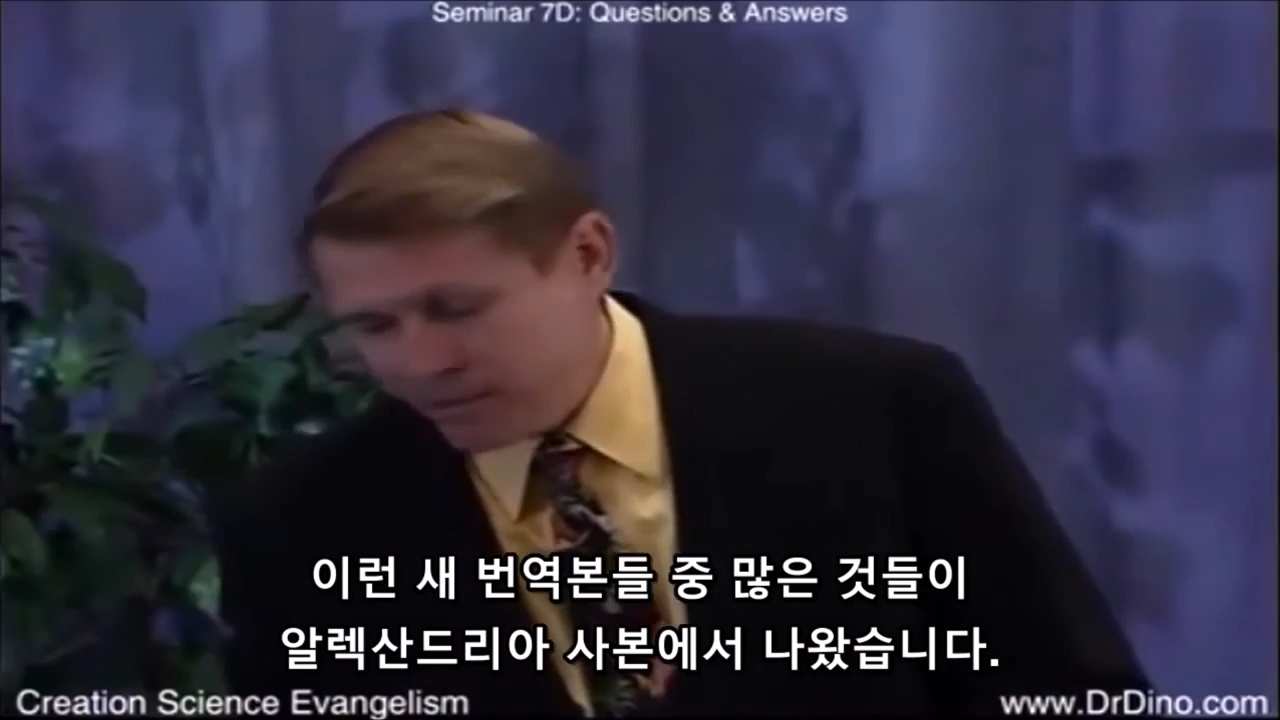 Seminar 7D: Questions & Answers
이런 새 번역본들 중 많은 것들이
알렉산드리아 사본에서 나왔습니다.
Creation Science Evangelism
www.DrDino.com